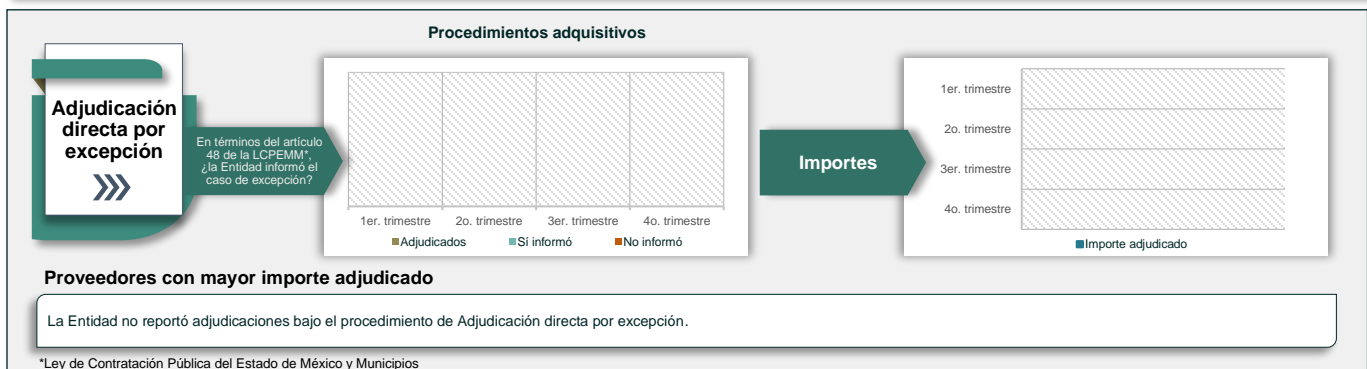 Procedimientos adquisitivos
Adjudicación
directa por
excepción
En términos del artículo
48 de la LCPEMM*,
¿la Entidad informó el
caso de excepción?
1er. trimestre
2o. trimestre
3er. trimestre
4o. trimestre
Adjudicados
Sí informó
No informó
Importes
1er. trimestre
2o. trimestre
3er. trimestre
4o. trimestre
Importe adjudicado
Proveedores con mayor importe adjudicado
La Entidad no reportó adjudicaciones bajo el procedimiento de Adjudicación directa por excepción.
*Ley de Contratación Pública del Estado de México y Municipios